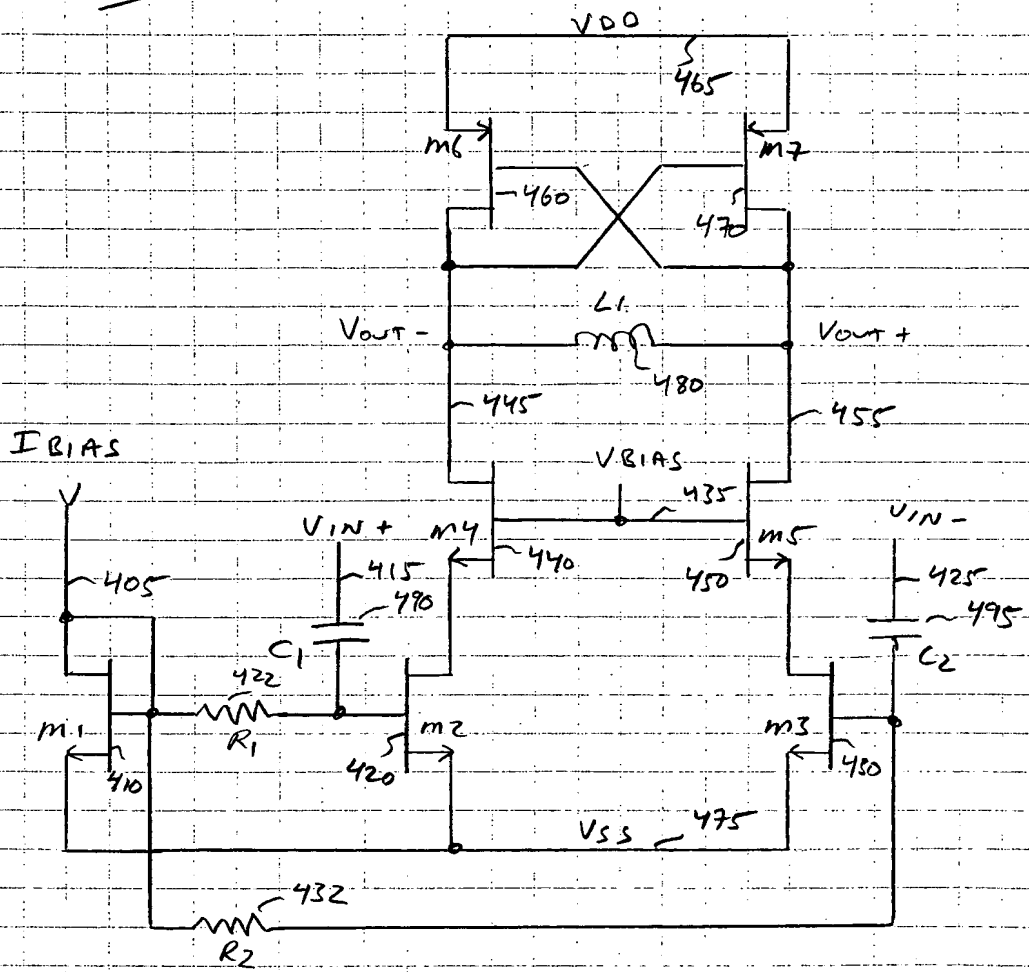 VDD
465
M6
M7
460
470
L1
VOUT -
VOUT +
480
445
455
IBIAS
VBIAS
435
VIN +
VIN -
M4
M5
440
450
405
415
425
490
495
C1
C2
422
M1
R1
M2
M3
410
420
430
VSS
475
432
R2